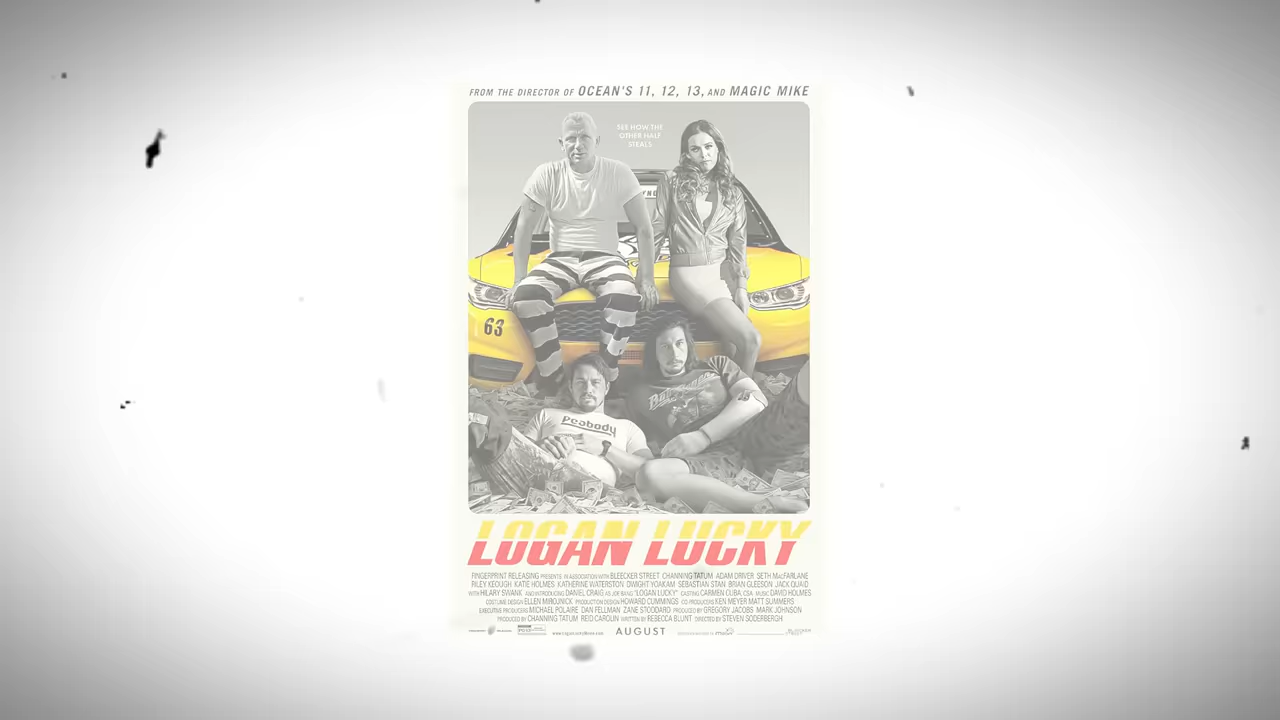 FROM THE DIRECTOR OF OCEAN'S 11, 12, 13, AND MAGIC MIKE
SEE HOW THE
OTHER HALF
STEALS
63
Peabody
LOGAN LUCKY
FINGERPRINT RELEASING PRESENTS IN ASSOCIATION WITH BLEECKER STREET CHANNING TATUM ADAM DRIVER SETH MACFARLANE
RILEY KEOUGH KATIE HOLMES KATHERINE WATERSTON DWIGHT YOAKAM SEBASTIAN STAN BRIAN GLEESON JACK QUAID
WITH HILARY SWANK AND INTRODUCING DANIEL CRAIG AS JOE BANG "LOGAN LUCKY" CASTING CARMEN CUBA, CSA MUSIC DAVID HOLMES
COSTUME DESIGN ELLEN MIROJNICK PRODUCTION DESIGN HOWARD CUMMINGS CO PRODUCERS KEN MEYER MATT SUMMERS
EXECUTIVE PRODUCERS MICHAEL POLAIRE DAN FELLMAN ZANE STODDARD PRODUCED BY GREGORY JACOBS MARK JOHNSON
PRODUCED BY CHANNING TATUM REID CAROLIN WRITTEN BY REBECCA BLUNT DIRECTED BY STEVEN SODERBERGH
AUGUST